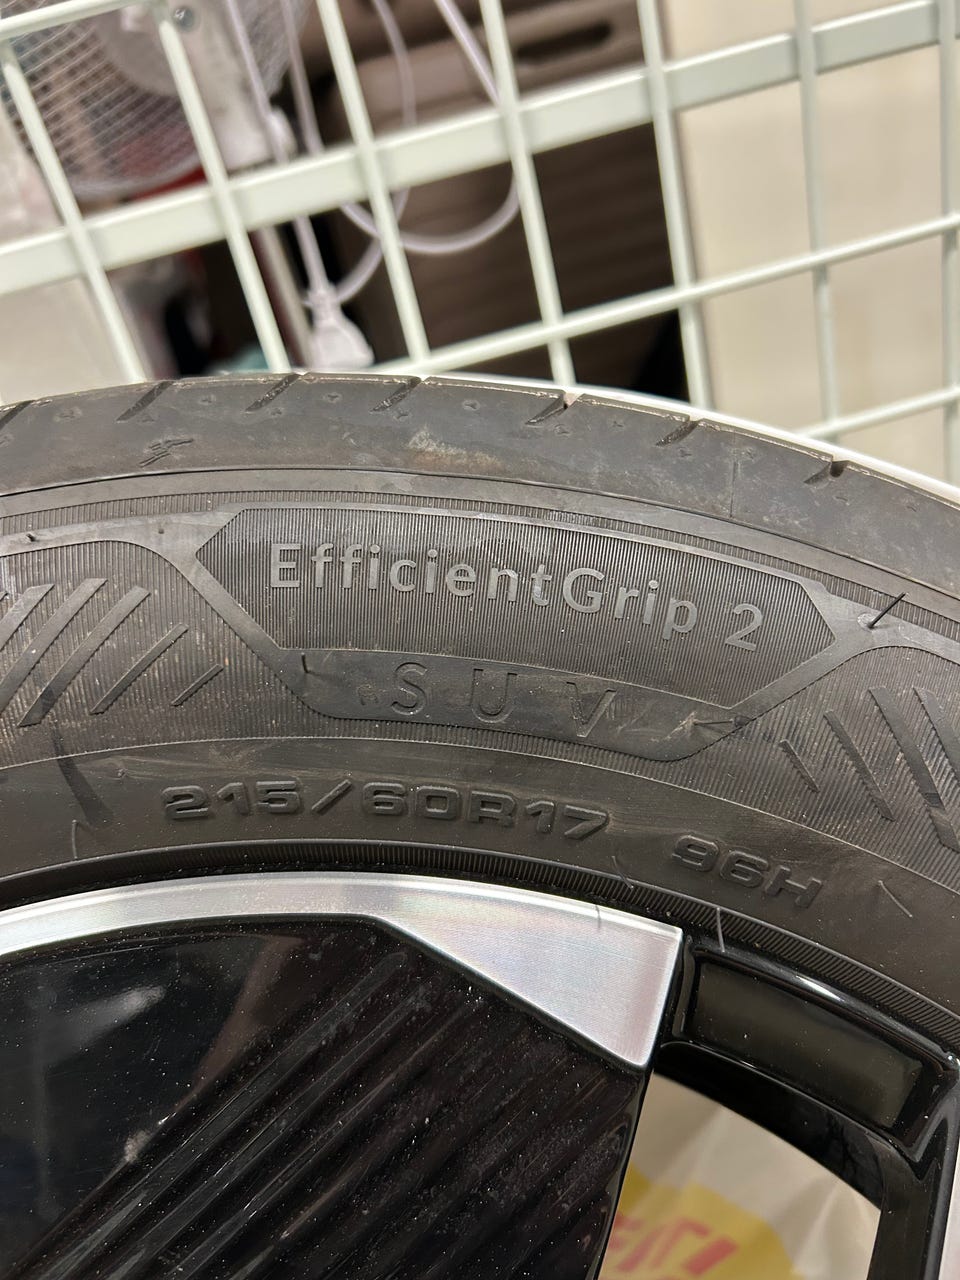 EfficientGrip 2
SUV
215/60R17 96H